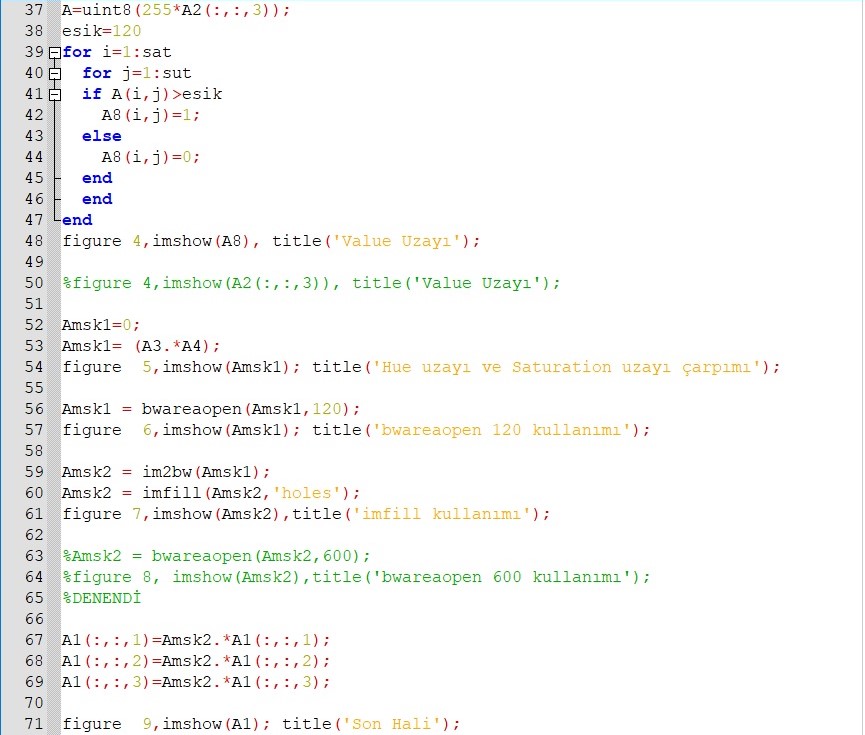 37 A=uint8(255*A2(:,:,3));
38 esik=120
39 for i=1:sat
40 for j=1:sut
41 if A(i,j)>esik
42 A8(i,j)=1;
43 else
44 A8(i,j)=0;
45 end
46 end
47 end
48 figure 4,imshow(A8), title('Value Uzayı');
49
50 %figure 4,imshow(A2(:,:,3)), title('Value Uzayı');
51
52 Amsk1=0;
53 Amsk1= (A3.*A4);
54 figure  5,imshow(Amsk1); title('Hue uzayı ve Saturation uzayı çarpımı');
55
56 Amsk1 = bwareaopen(Amsk1,120);
57 figure  6,imshow(Amsk1); title('bwareaopen 120 kullanımı');
58
59 Amsk2 = im2bw(Amsk1);
60 Amsk2 = imfill(Amsk2,'holes');
61 figure 7,imshow(Amsk2),title('imfill kullanımı');
62
63 %Amsk2 = bwareaopen(Amsk2,600);
64 %figure 8, imshow(Amsk2),title('bwareaopen 600 kullanımı');
65 %DENENDİ
66
67 A1(:,:,1)=Amsk2.*A1(:,:,1);
68 A1(:,:,2)=Amsk2.*A1(:,:,2);
69 A1(:,:,3)=Amsk2.*A1(:,:,3);
70
71 figure  9,imshow(A1); title('Son Hali');